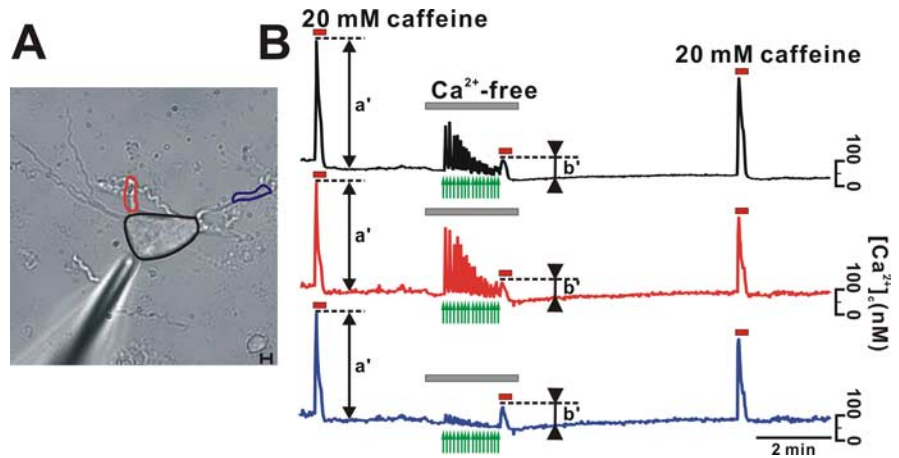 A
B
20 mM caffeine
20 mM caffeine
Ca²⁺-free
a'
b'
100
0
a'
b'
100
0
[Ca²⁺]c(nM)
a'
b'
100
0
2 min